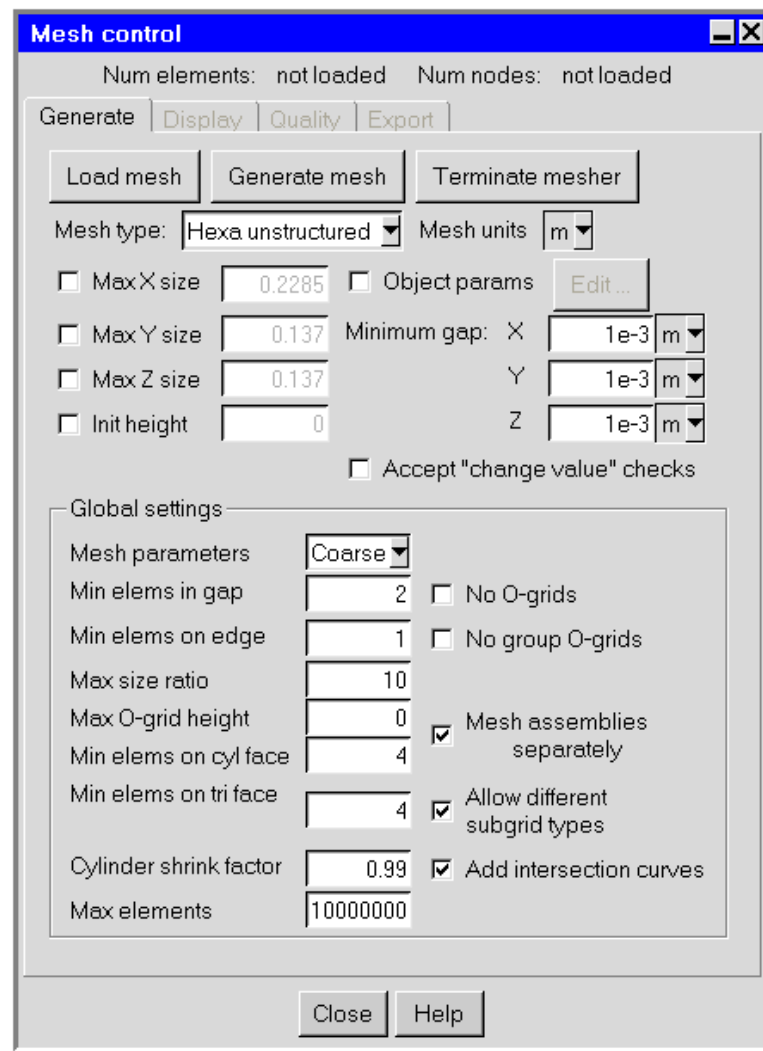 Mesh control
Num elements: not loaded Num nodes: not loaded
Generate Display Quality Export
Load mesh Generate mesh Terminate mesher
Mesh type: Hexa unstructured Mesh units m
Max X size 0.2285 Object params Edit ...
Max Y size 0.137 Minimum gap: X 1e-3 m
Max Z size 0.137 Y 1e-3 m
Init height 0 Z 1e-3 m
Accept "change value" checks
Global settings
Mesh parameters Coarse
Min elems in gap 2 No O-grids
Min elems on edge 1 No group O-grids
Max size ratio 10
Max O-grid height 0 Mesh assemblies
separately
Min elems on cyl face 4
Min elems on tri face 4 Allow different
subgrid types
Cylinder shrink factor 0.99 Add intersection curves
Max elements 10000000
Close Help